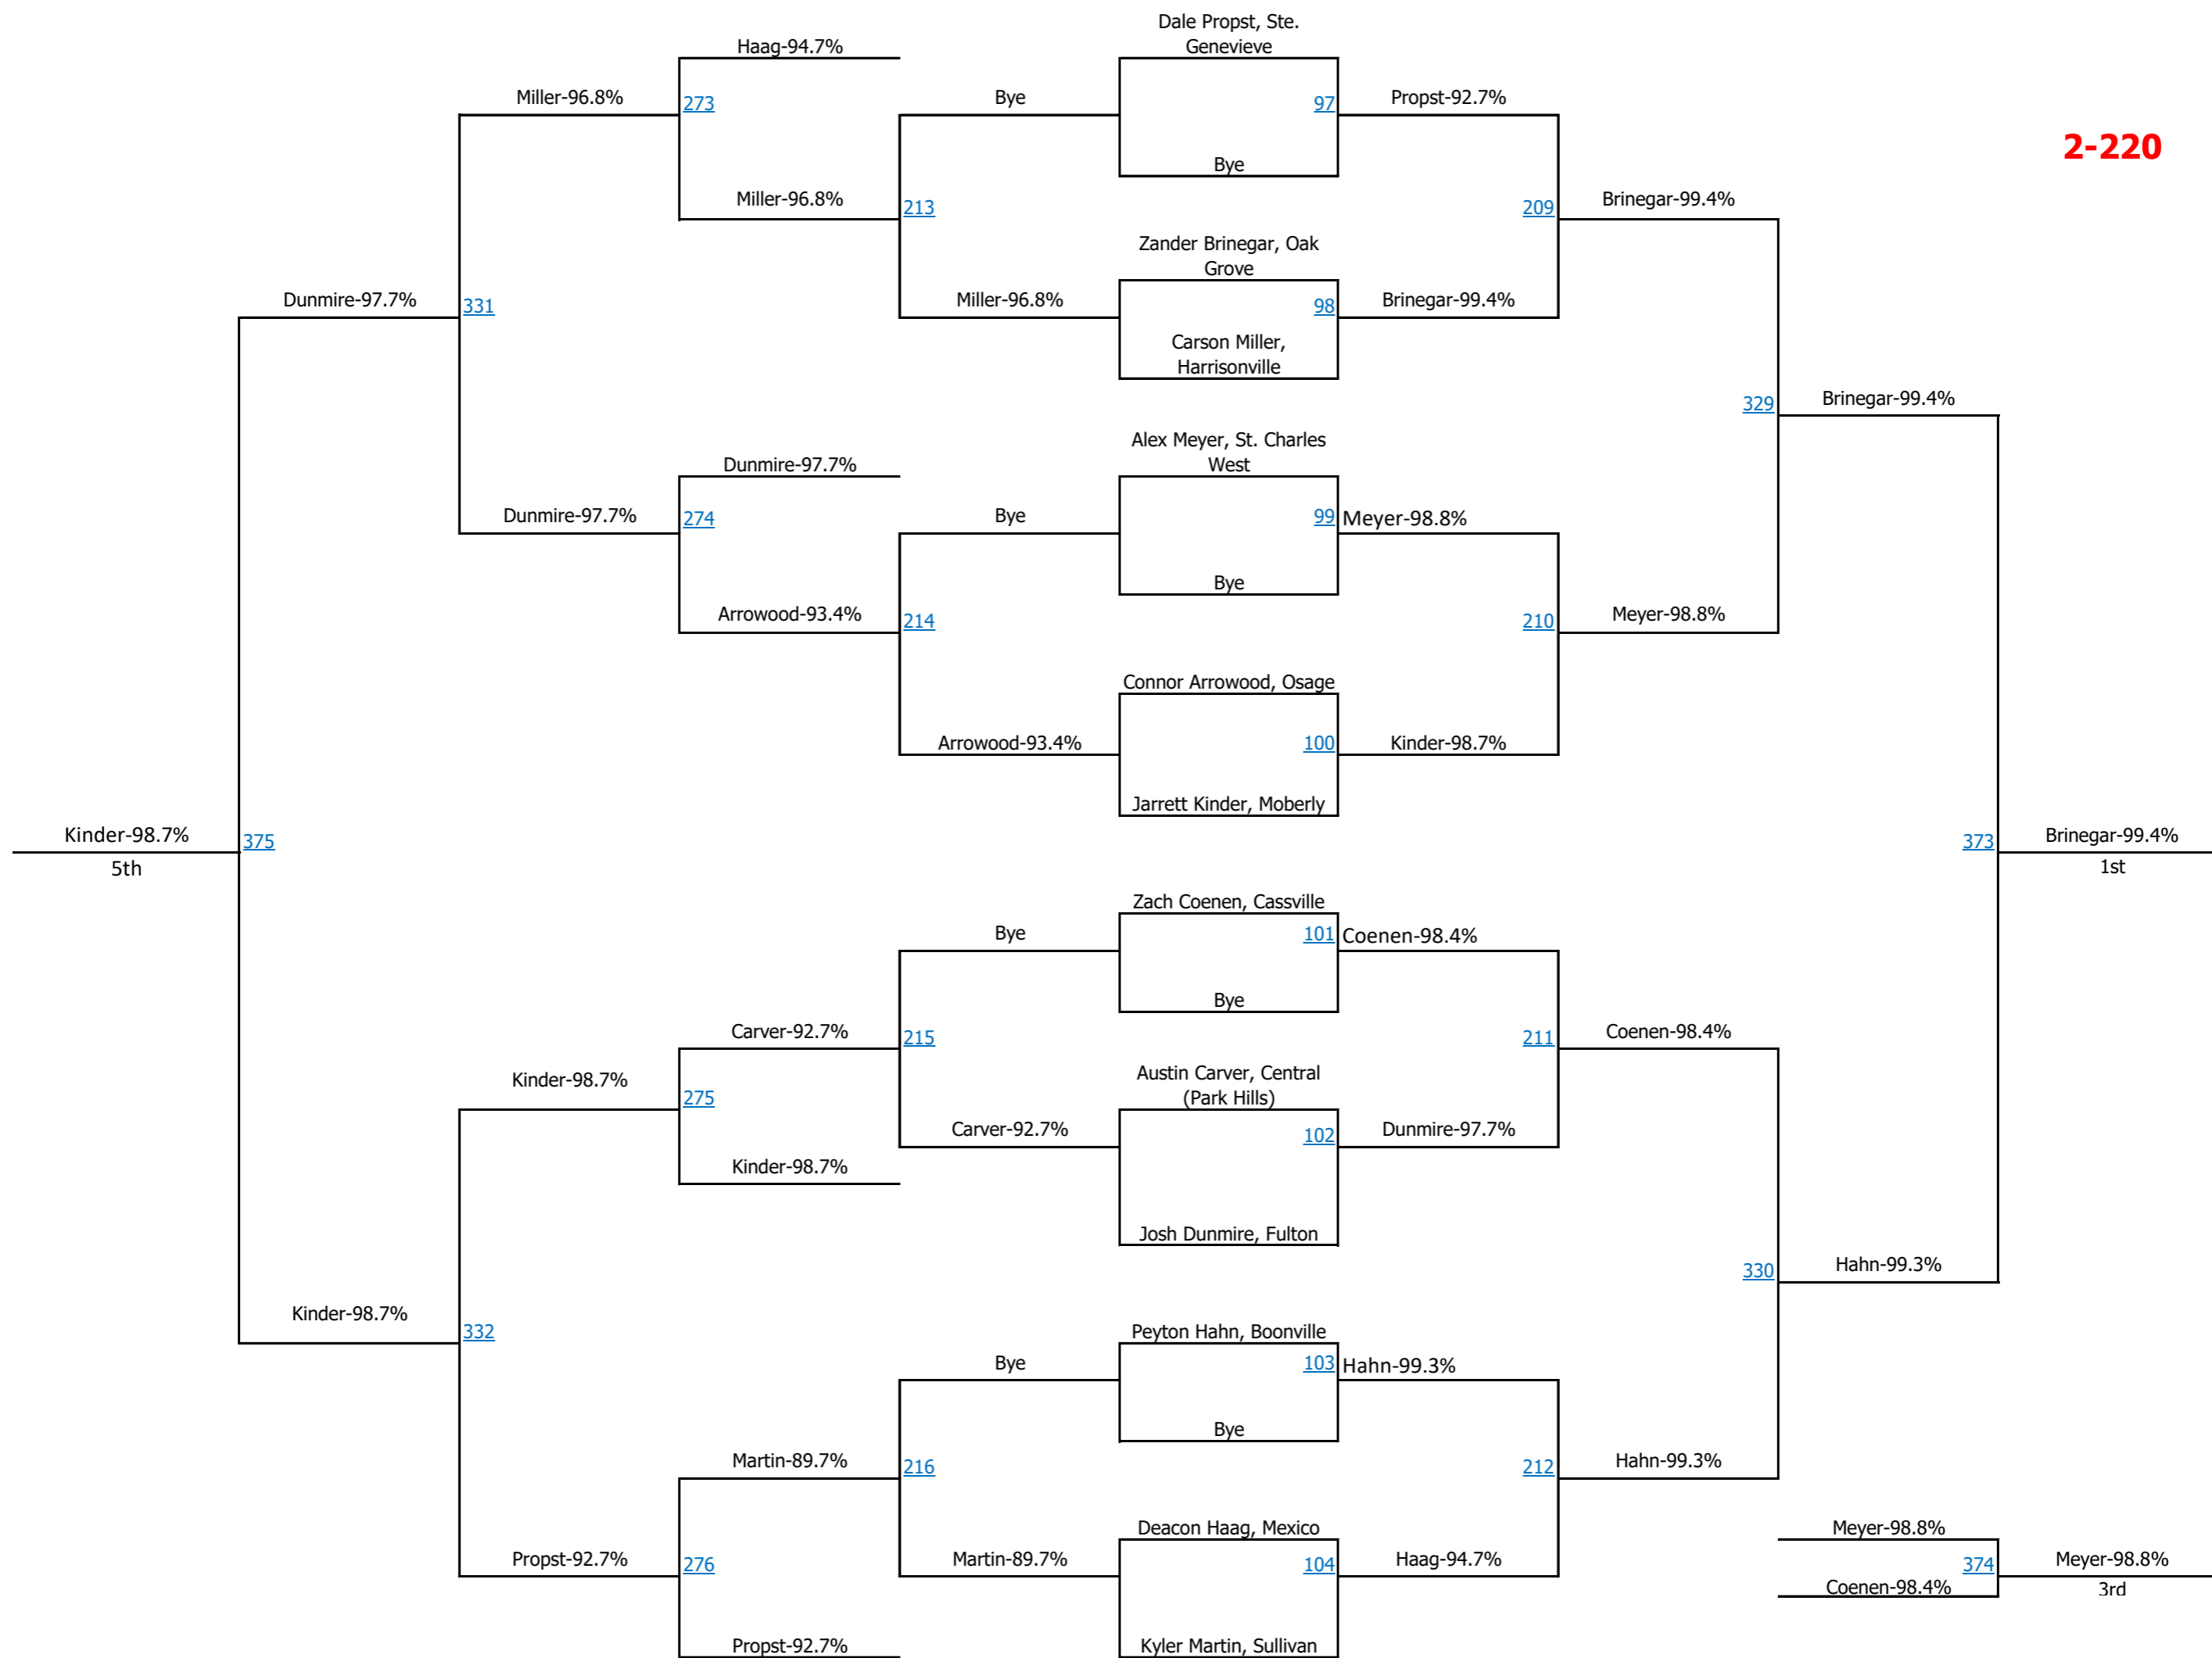 Dale Propst, Ste.
Genevieve
Haag-94.7%
Miller-96.8%
273
Bye
97
Propst-92.7%
2-220
Bye
Miller-96.8%
213
209
Brinegar-99.4%
Zander Brinegar, Oak
Grove
Dunmire-97.7%
331
Miller-96.8%
98
Brinegar-99.4%
Carson Miller,
Harrisonville
329
Brinegar-99.4%
Alex Meyer, St. Charles
West
Dunmire-97.7%
Dunmire-97.7%
274
Bye
99
Meyer-98.8%
Bye
Arrowood-93.4%
214
210
Meyer-98.8%
Connor Arrowood, Osage
Arrowood-93.4%
100
Kinder-98.7%
Jarrett Kinder, Moberly
Kinder-98.7%
5th
375
373
Brinegar-99.4%
1st
Zach Coenen, Cassville
Bye
101
Coenen-98.4%
Bye
Carver-92.7%
215
211
Coenen-98.4%
Kinder-98.7%
275
Austin Carver, Central
(Park Hills)
Carver-92.7%
102
Dunmire-97.7%
Kinder-98.7%
Josh Dunmire, Fulton
330
Hahn-99.3%
Kinder-98.7%
332
Peyton Hahn, Boonville
Bye
103
Hahn-99.3%
Bye
Martin-89.7%
216
212
Hahn-99.3%
Deacon Haag, Mexico
Meyer-98.8%
Propst-92.7%
276
Martin-89.7%
104
Haag-94.7%
374
Meyer-98.8%
Coenen-98.4%
3rd
Propst-92.7%
Kyler Martin, Sullivan